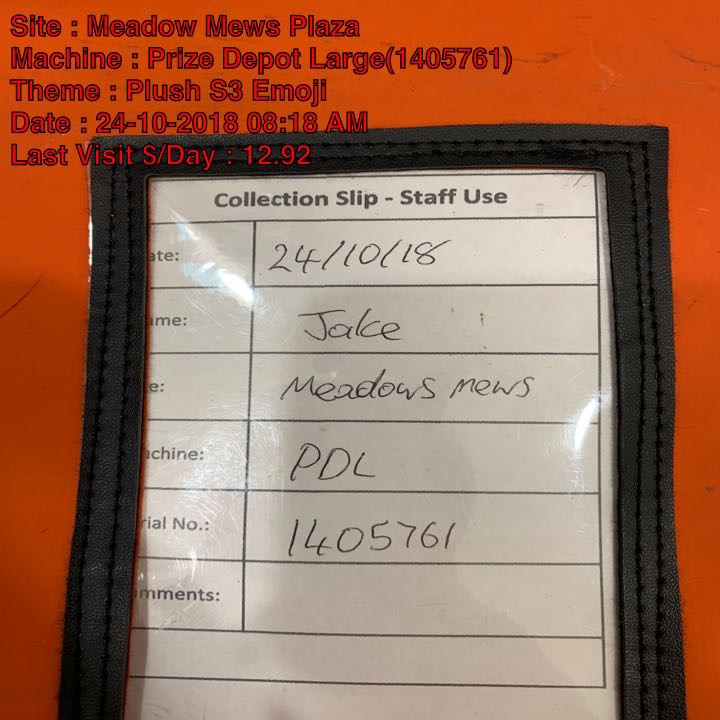 Site : Meadow Mews Plaza
Machine : Prize Depot Large(1405761)
Theme : Plush S3 Emoji
Date : 24-10-2018 08:18 AM
Last Visit $/Day : 12.92
Collection Slip - Staff Use
ate: 24/10/18
ame: Jake
e: Meadows mews
achine: PDL
rial No.: 1405761
mments: